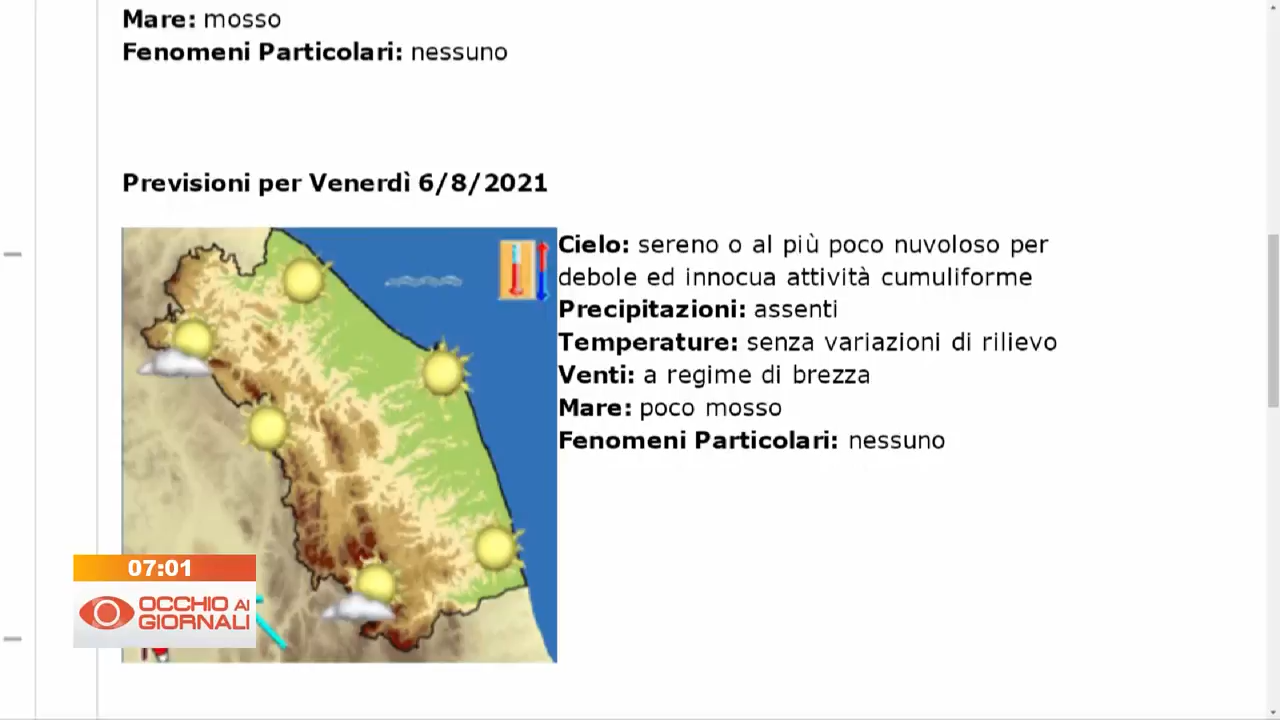 Mare: mosso
Fenomeni Particolari: nessuno
Previsioni per Venerdì 6/8/2021
Cielo: sereno o al più poco nuvoloso per
debole ed innocua attività cumuliforme
Precipitazioni: assenti
Temperature: senza variazioni di rilievo
Venti: a regime di brezza
Mare: poco mosso
Fenomeni Particolari: nessuno
07:01
OCCHIO AI
GIORNALI